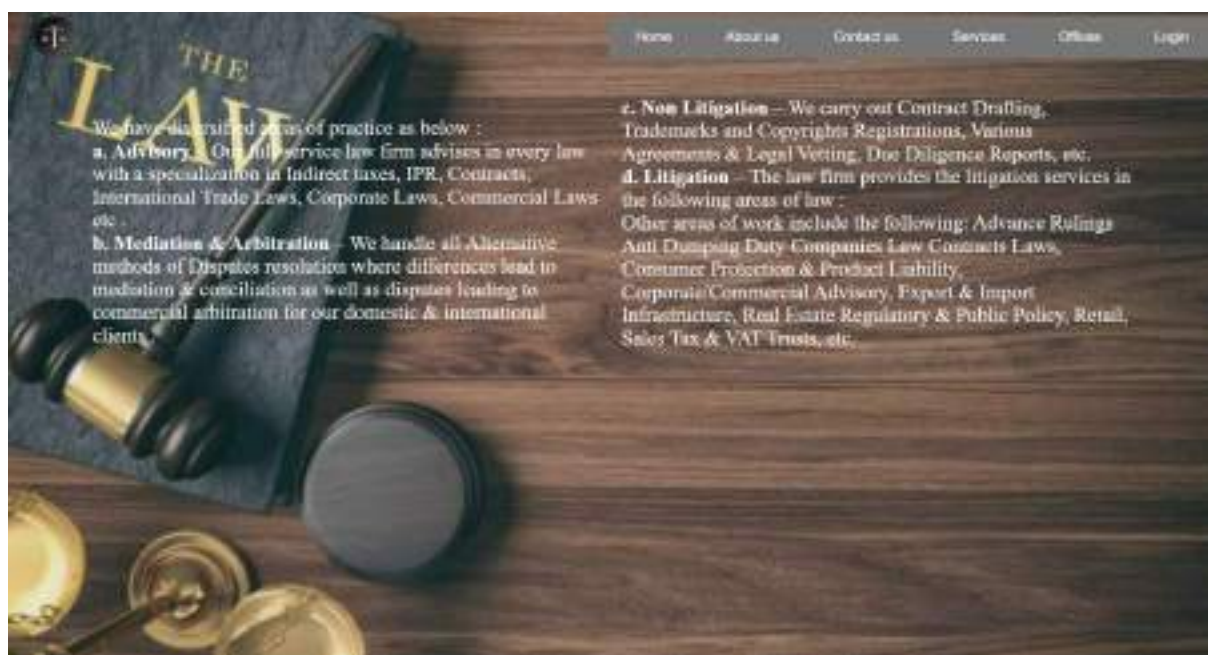 THE
LAW
Home About us Contact us Services Offices Login
We have diversified areas of practice as below :
a. Advisory – Our full-service law firm advises in every law
with a specialization in Indirect taxes, IPR, Contracts,
International Trade Laws, Corporate Laws, Commercial Laws
etc .
b. Mediation & Arbitration – We handle all Alternative
methods of Disputes resolution where differences lead to
mediation & conciliation as well as disputes leading to
commercial arbitration for our domestic & international
clients .
c. Non Litigation – We carry out Contract Drafting,
Trademarks and Copyrights Registrations, Various
Agreements & Legal Vetting, Due Diligence Reports, etc.
d. Litigation – The law firm provides the litigation services in
the following areas of law :
Other areas of work include the following: Advance Rulings
Anti Dumping Duty Companies Law Contracts Laws,
Consumer Protection & Product Liability,
Corporate/Commercial Advisory, Export & Import
Infrastructure, Real Estate Regulatory & Public Policy, Retail,
Sales Tax & VAT Trusts, etc.